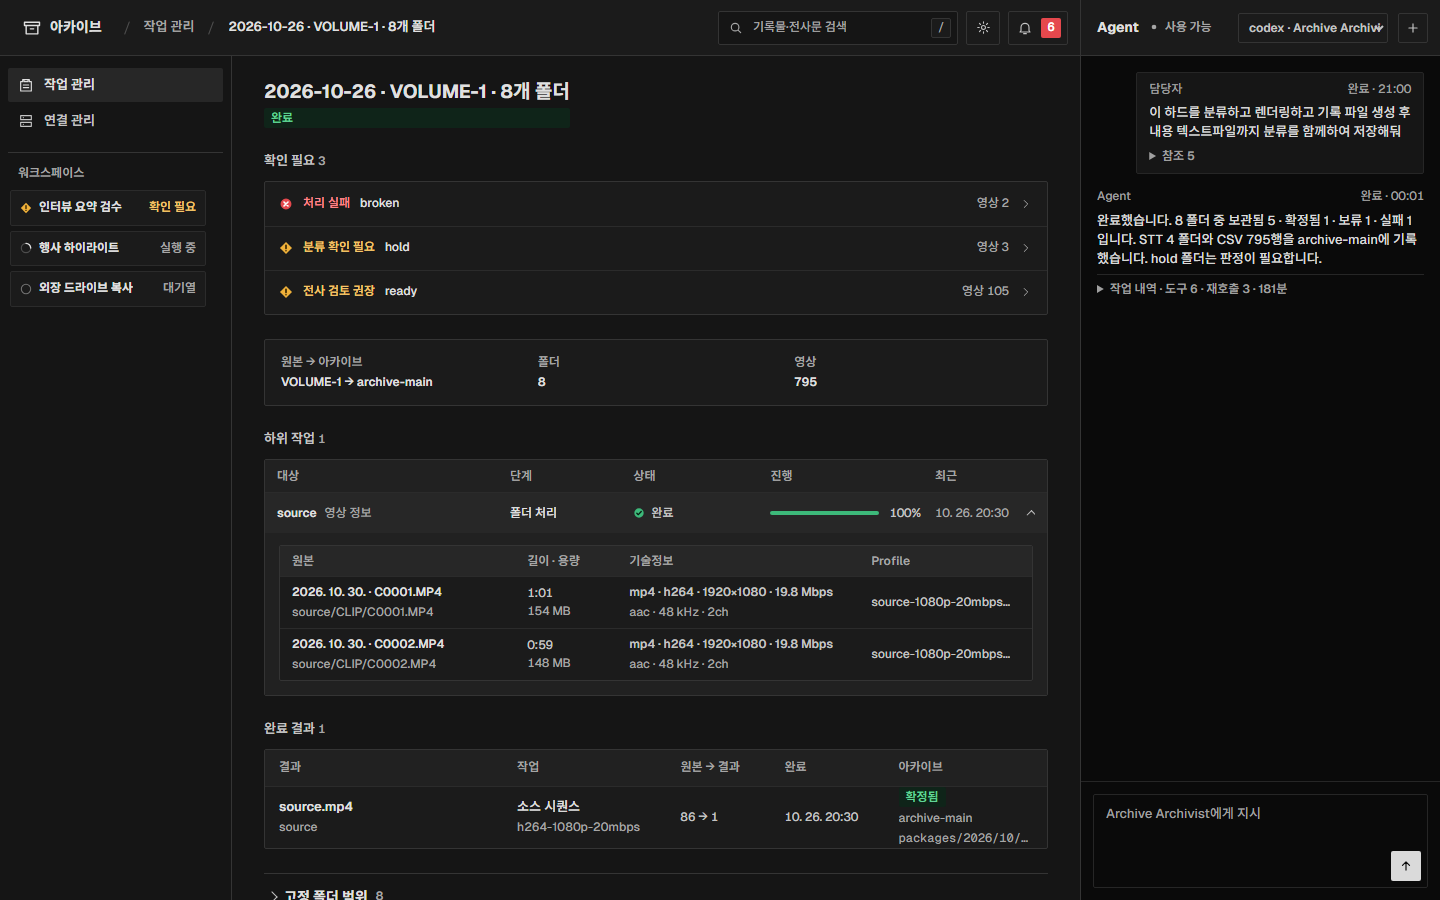 아카이브 / 작업 관리 / 2026-10-26 · VOLUME-1 · 8개 폴더
기록물·전사문 검색 /
6
Agent • 사용 가능
codex · Archive Archiv
작업 관리
연결 관리
워크스페이스
인터뷰 요약 검수 확인 필요
행사 하이라이트 실행 중
외장 드라이브 복사 대기열
2026-10-26 · VOLUME-1 · 8개 폴더
완료
확인 필요 3
처리 실패 broken 영상 2
분류 확인 필요 hold 영상 3
전사 검토 권장 ready 영상 105
원본 → 아카이브 폴더 영상
VOLUME-1 → archive-main 8 795
하위 작업 1
대상 단계 상태 진행 최근
source 영상 정보 폴더 처리 완료 100% 10. 26. 20:30
원본 길이 · 용량 기술정보 Profile
2026. 10. 30. · C0001.MP4 1:01 mp4 · h264 · 1920×1080 · 19.8 Mbps source-1080p-20mbps…
source/CLIP/C0001.MP4 154 MB aac · 48 kHz · 2ch
2026. 10. 30. · C0002.MP4 0:59 mp4 · h264 · 1920×1080 · 19.8 Mbps source-1080p-20mbps…
source/CLIP/C0002.MP4 148 MB aac · 48 kHz · 2ch
완료 결과 1
결과 작업 원본 → 결과 완료 아카이브
source.mp4 소스 시퀀스 86 → 1 10. 26. 20:30 확정됨
source h264-1080p-20mbps archive-main
packages/2026/10/…
고정 폴더 범위 8
담당자 완료 · 21:00
이 하드를 분류하고 렌더링하고 기록 파일 생성 후
내용 텍스트파일까지 분류를 함께하여 저장해둬
▶ 참조 5
Agent 완료 · 00:01
완료했습니다. 8 폴더 중 보관됨 5 · 확정됨 1 · 보류 1 · 실패 1
입니다. STT 4 폴더와 CSV 795행을 archive-main에 기록
했습니다. hold 폴더는 판정이 필요합니다.
▶ 작업 내역 · 도구 6 · 재호출 3 · 181분
Archive Archivist에게 지시